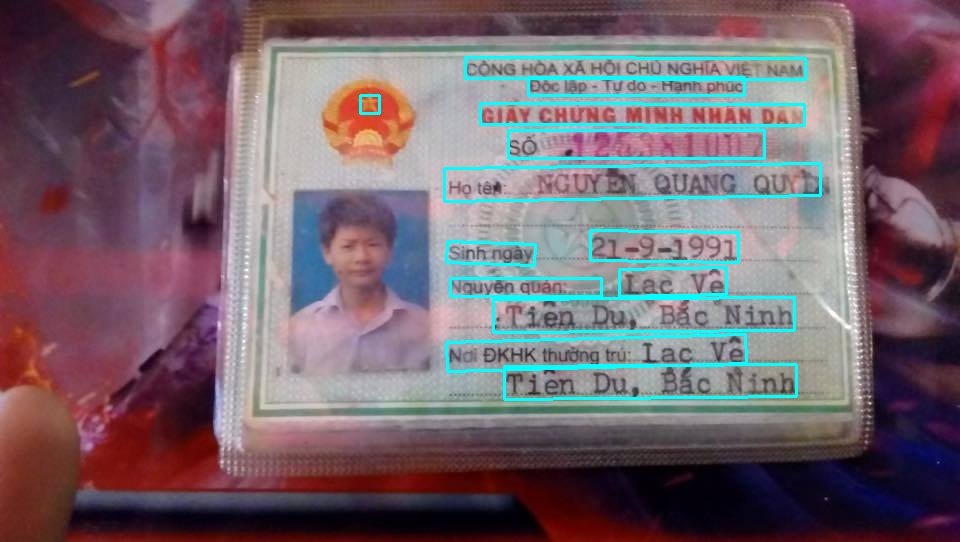 CỘNG HÒA XÃ HỘI CHỦ NGHĨA VIỆT NAM
Độc lập - Tự do - Hạnh phúc
GIẤY CHỨNG MINH NHÂN DÂN
SỐ
Họ tên: NGUYỄN QUANG QUYỀN
Sinh ngày 21-9-1991
Nguyên quán: Lạc Vệ
Tiên Du, Bắc Ninh
Nơi ĐKHK thường trú: Lạc Vệ
Tiên Du, Bắc Ninh